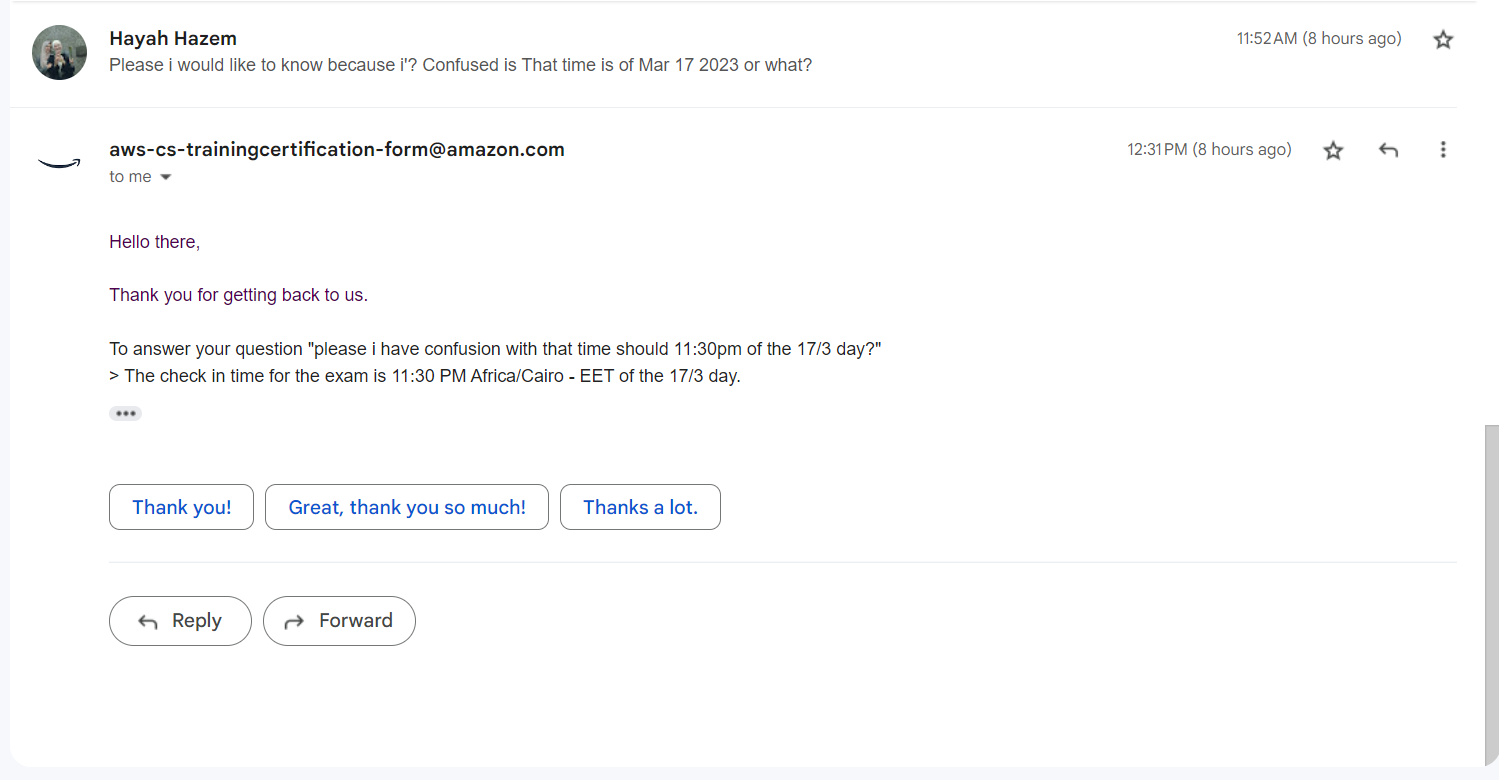 Hayah Hazem
11:52 AM (8 hours ago)
Please i would like to know because i'? Confused is That time is of Mar 17 2023 or what?
aws-cs-trainingcertification-form@amazon.com
12:31 PM (8 hours ago)
to me
Hello there,
Thank you for getting back to us.
To answer your question "please i have confusion with that time should 11:30pm of the 17/3 day?"
> The check in time for the exam is 11:30 PM Africa/Cairo - EET of the 17/3 day.
Thank you!
Great, thank you so much!
Thanks a lot.
Reply
Forward